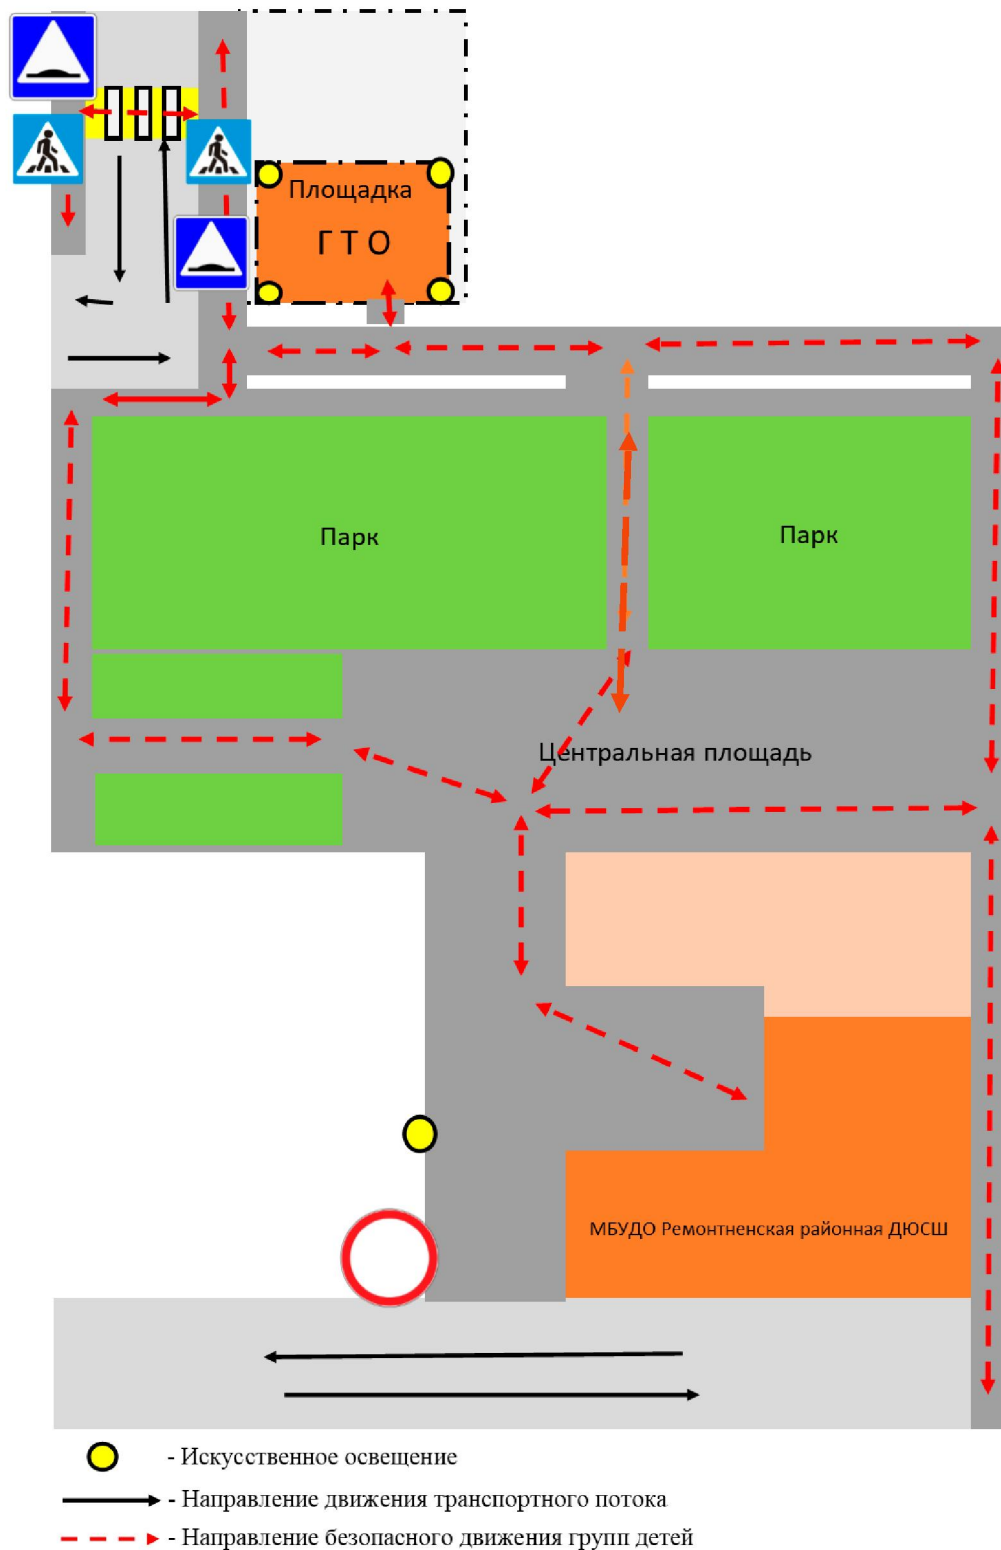 Площадка
ГТО
Парк
Парк
Центральная площадь
МБУДО Ремонтненская районная ДЮСШ
- Искусственное освещение
- Направление движения транспортного потока
- Направление безопасного движения групп детей